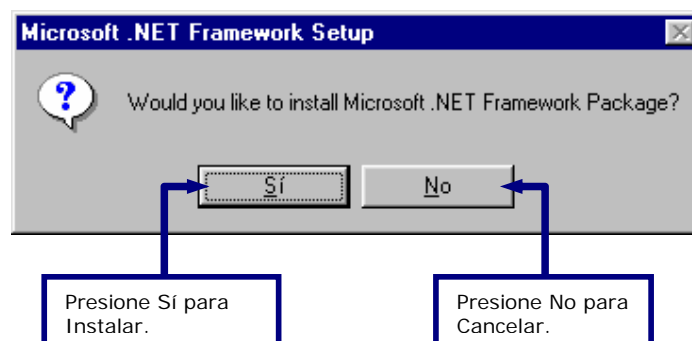 Microsoft .NET Framework Setup
Would you like to install Microsoft .NET Framework Package?
Sí
No
Presione Sí para
Instalar.
Presione No para
Cancelar.